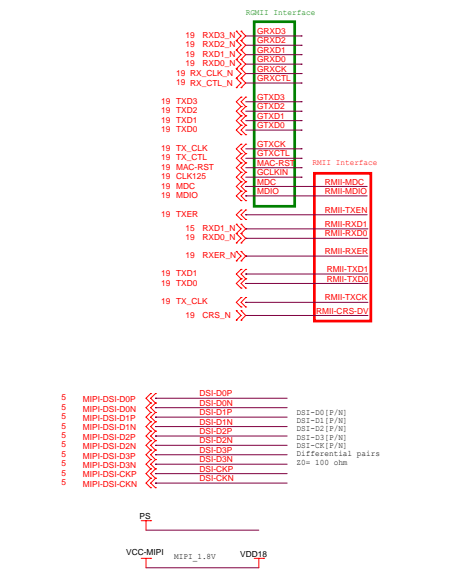 RGMII Interface
19 RXD3_N GRXD3
19 RXD2_N GRXD2
19 RXD1_N GRXD1
19 RXD0_N GRXD0
19 RX_CLK_N GRXCK
19 RX_CTL_N GRXCTL
19 TXD3 GTXD3
19 TXD2 GTXD2
19 TXD1 GTXD1
19 TXD0 GTXD0
19 TX_CLK GTXCK
19 TX_CTL GTXCTL
19 MAC-RST MAC-RST
RMII Interface
19 CLK125 GCLKIN
19 MDC MDC RMII-MDC
19 MDIO MDIO RMII-MDIO
19 TXER RMII-TXEN
15 RXD1_N RMII-RXD1
19 RXD0_N RMII-RXD0
19 RXER_N RMII-RXER
19 TXD1 RMII-TXD1
19 TXD0 RMII-TXD0
19 TX_CLK RMII-TXCK
19 CRS_N RMII-CRS-DV
5 MIPI-DSI-D0P DSI-D0P
5 MIPI-DSI-D0N DSI-D0N
5 MIPI-DSI-D1P DSI-D1P
5 MIPI-DSI-D1N DSI-D1N
5 MIPI-DSI-D2P DSI-D2P
5 MIPI-DSI-D2N DSI-D2N
5 MIPI-DSI-D3P DSI-D3P
5 MIPI-DSI-D3N DSI-D3N
5 MIPI-DSI-CKP DSI-CKP
5 MIPI-DSI-CKN DSI-CKN
DSI-D0[P/N]
DSI-D1[P/N]
DSI-D2[P/N]
DSI-D3[P/N]
DSI-CK[P/N]
Differential pairs
Z0= 100 ohm
PS
VCC-MIPI MIPI_1.8V VDD18